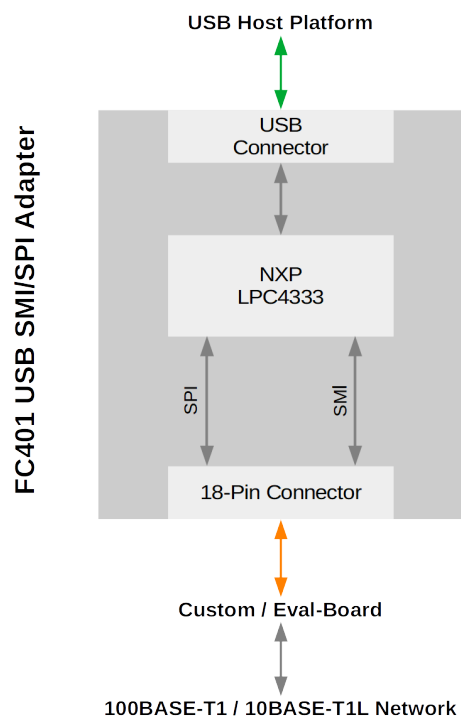 USB Host Platform
FC401 USB SMI/SPI Adapter
USB
Connector
NXP
LPC4333
SPI
SMI
18-Pin Connector
Custom / Eval-Board
100BASE-T1 / 10BASE-T1L Network